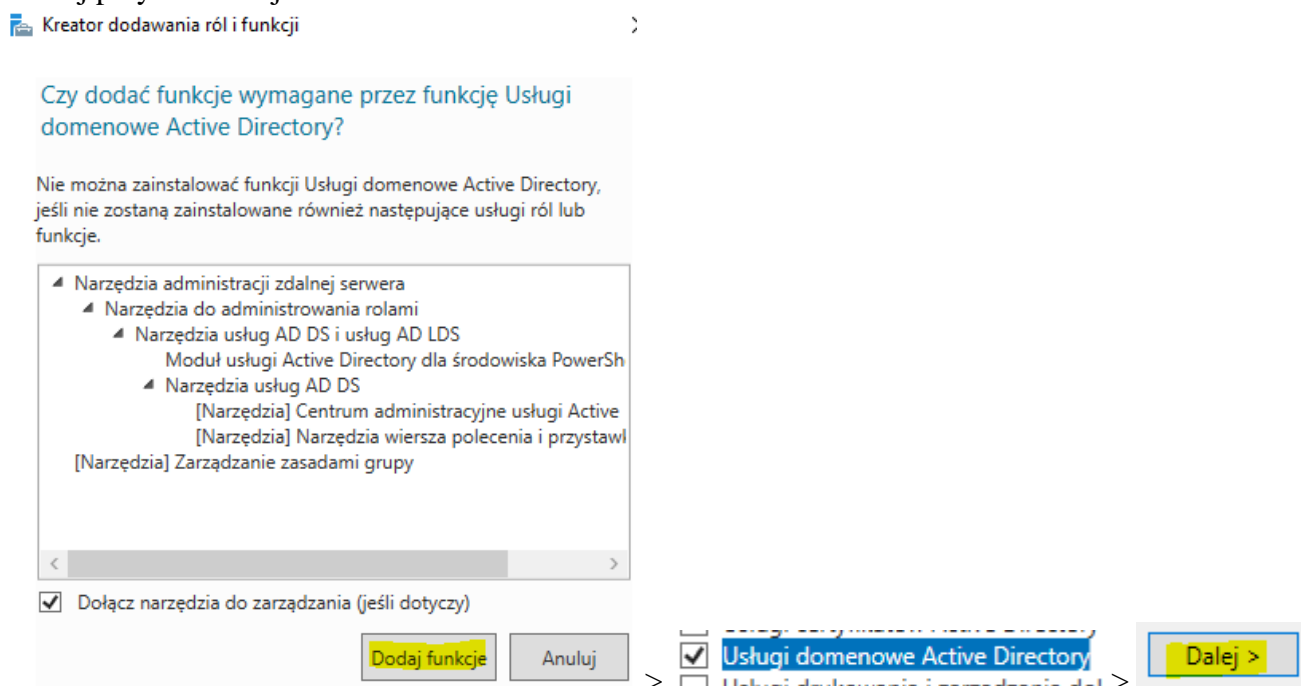 Kreator dodawania ról i funkcji
Czy dodać funkcje wymagane przez funkcję Usługi
domenowe Active Directory?
Nie można zainstalować funkcji Usługi domenowe Active Directory,
jeśli nie zostaną zainstalowane również następujące usługi ról lub
funkcje.
Narzędzia administracji zdalnej serwera
Narzędzia do administrowania rolami
Narzędzia usług AD DS i usług AD LDS
Moduł usługi Active Directory dla środowiska PowerSh
Narzędzia usług AD DS
[Narzędzia] Centrum administracyjne usługi Active
[Narzędzia] Narzędzia wiersza polecenia i przystawk
[Narzędzia] Zarządzanie zasadami grupy
Dołącz narzędzia do zarządzania (jeśli dotyczy)
Dodaj funkcje Anuluj > Usługi domenowe Active Directory > Dalej >